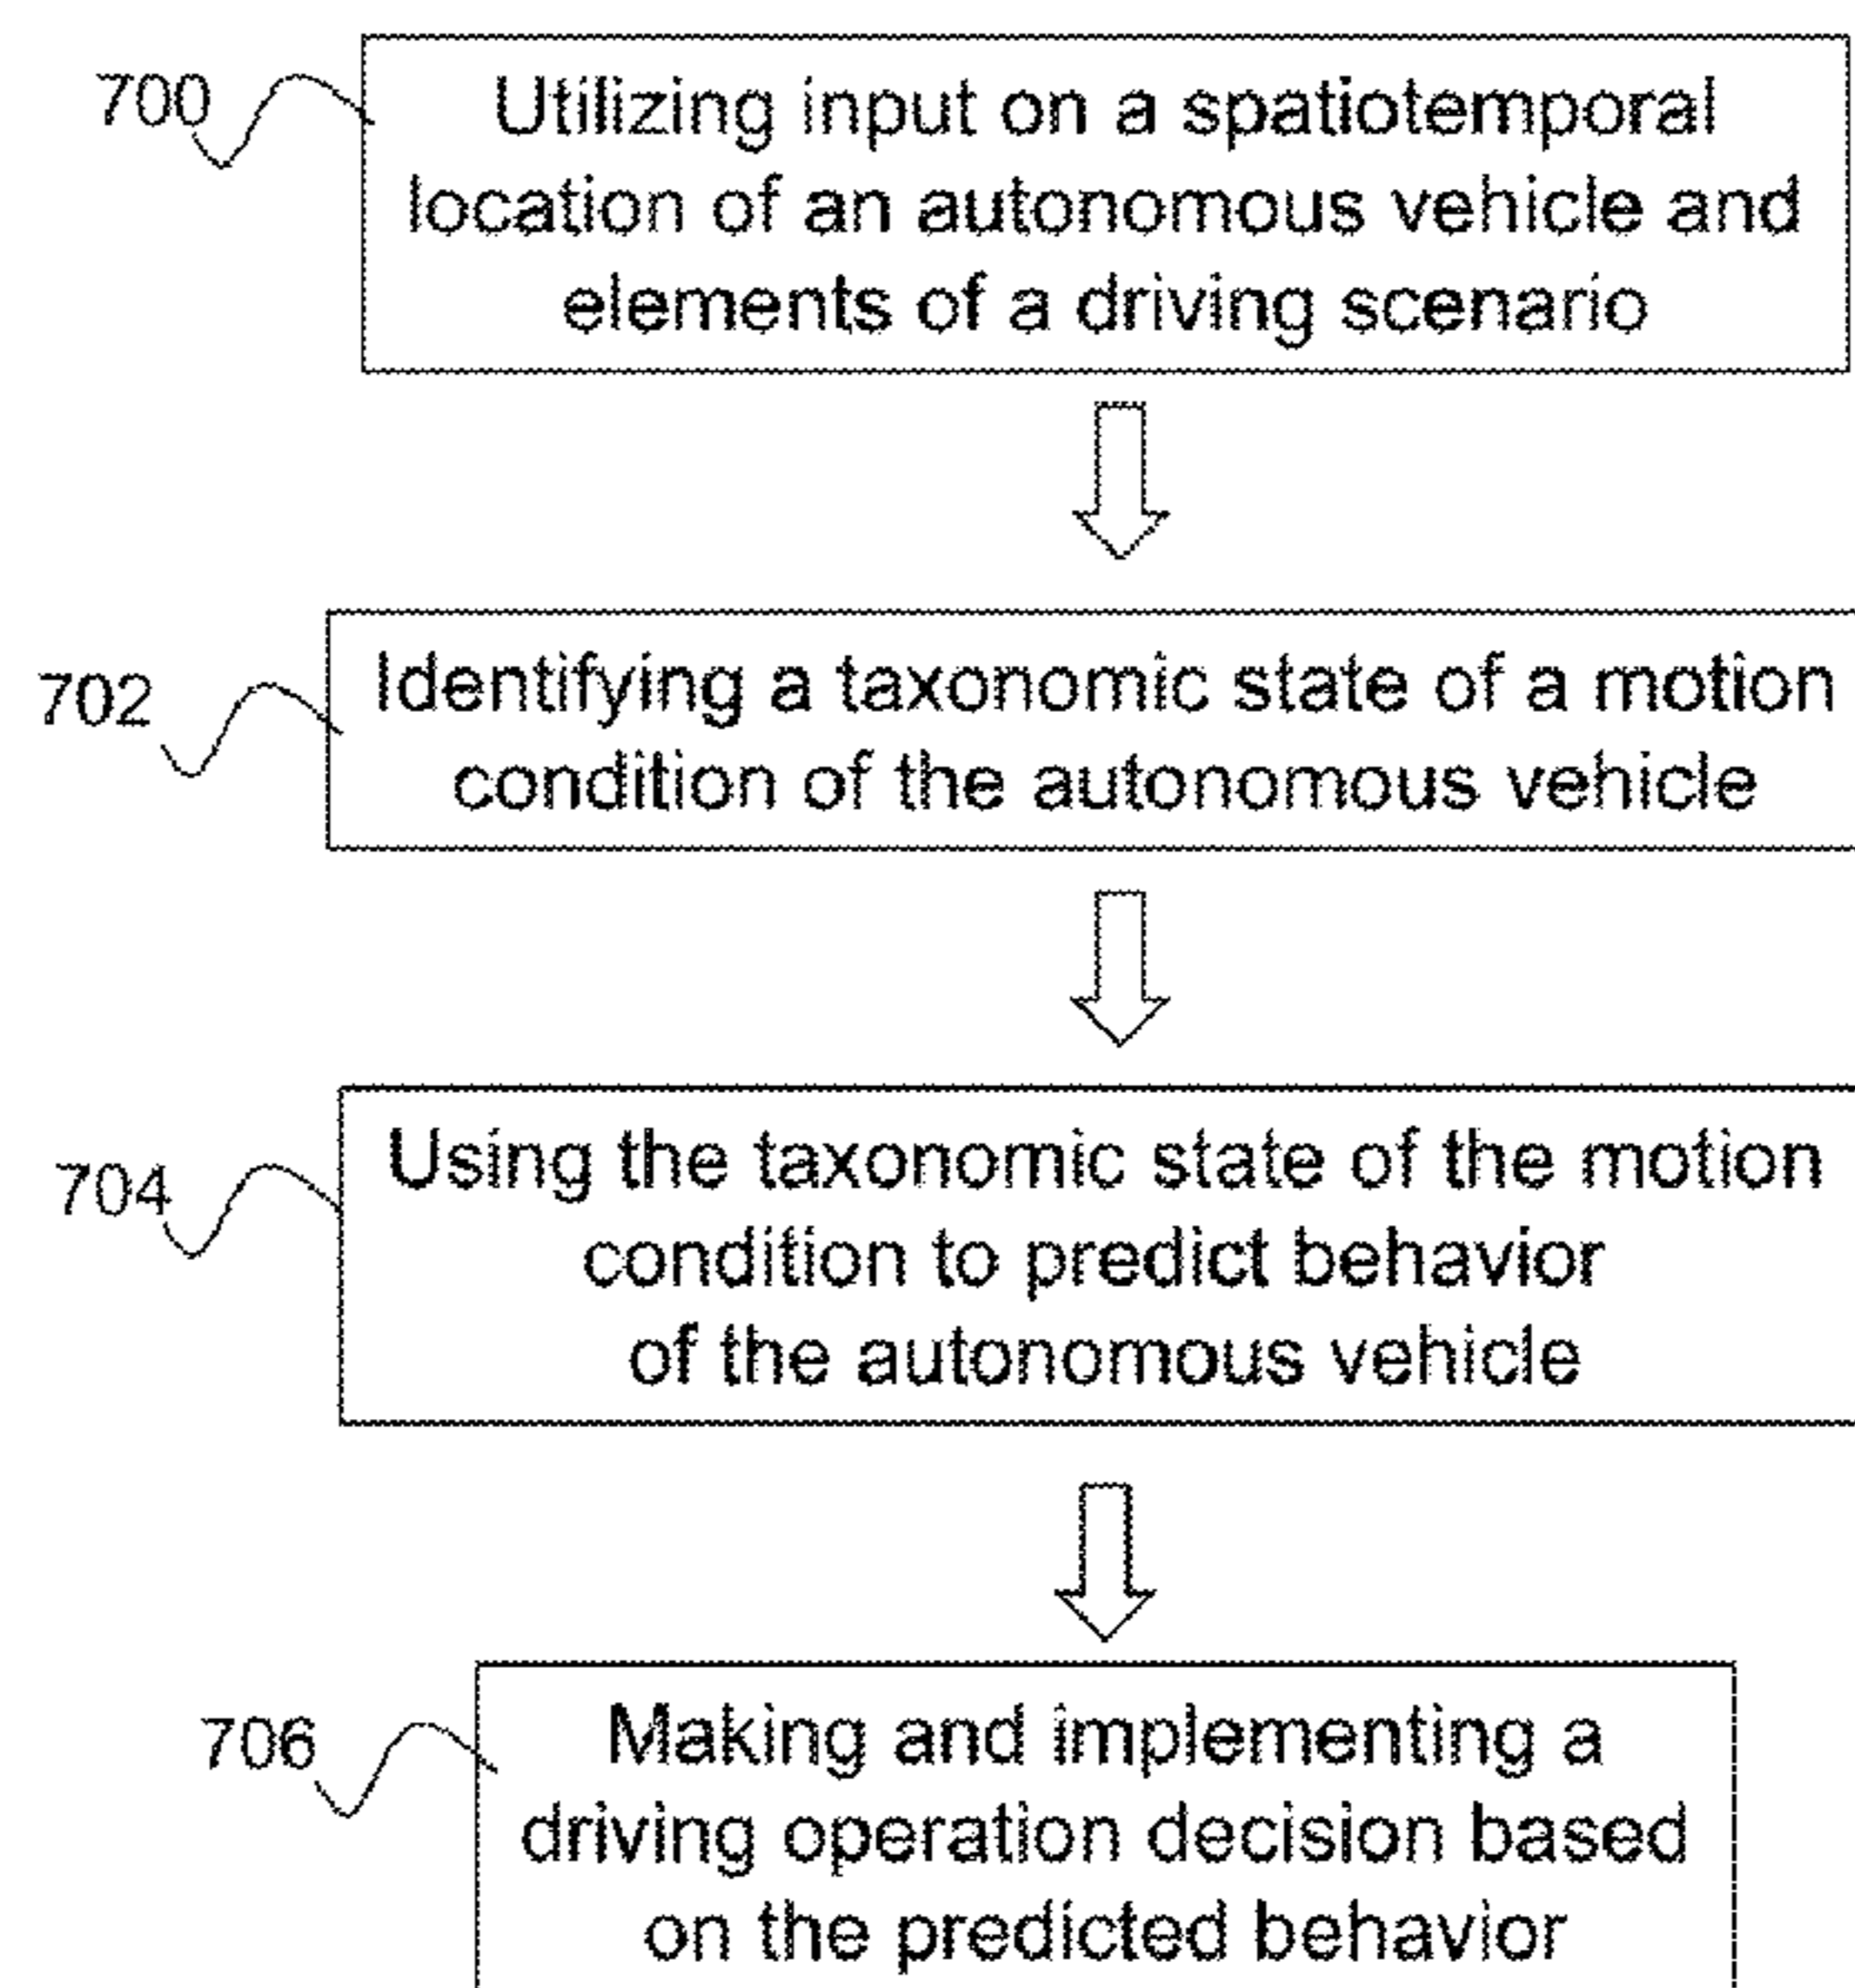 700
Utilizing input on a spatiotemporal
location of an autonomous vehicle and
elements of a driving scenario
702
Identifying a taxonomic state of a motion
condition of the autonomous vehicle
704
Using the taxonomic state of the motion
condition to predict behavior
of the autonomous vehicle
706
Making and implementing a
driving operation decision based
on the predicted behavior